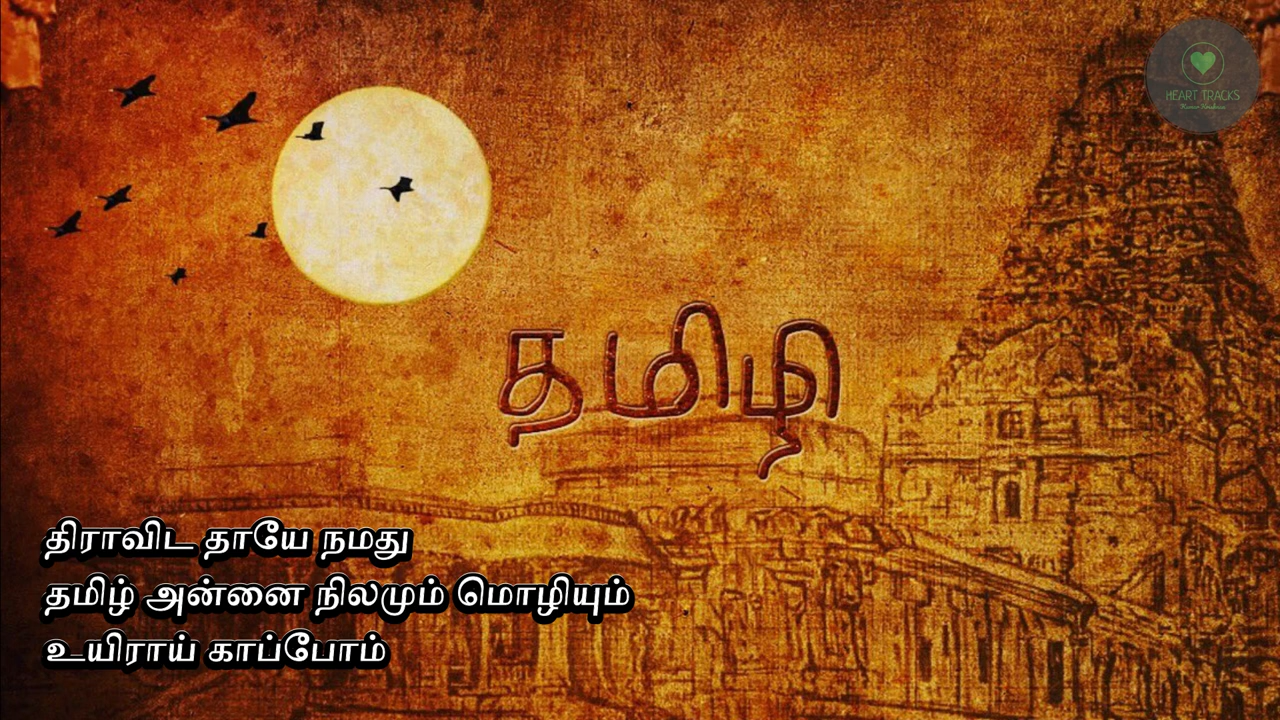 HEART TRACKS
தமிழி
திராவிட தாயே நமது
தமிழ் அன்னை நிலமும் மொழியும்
உயிராய் காப்போம்